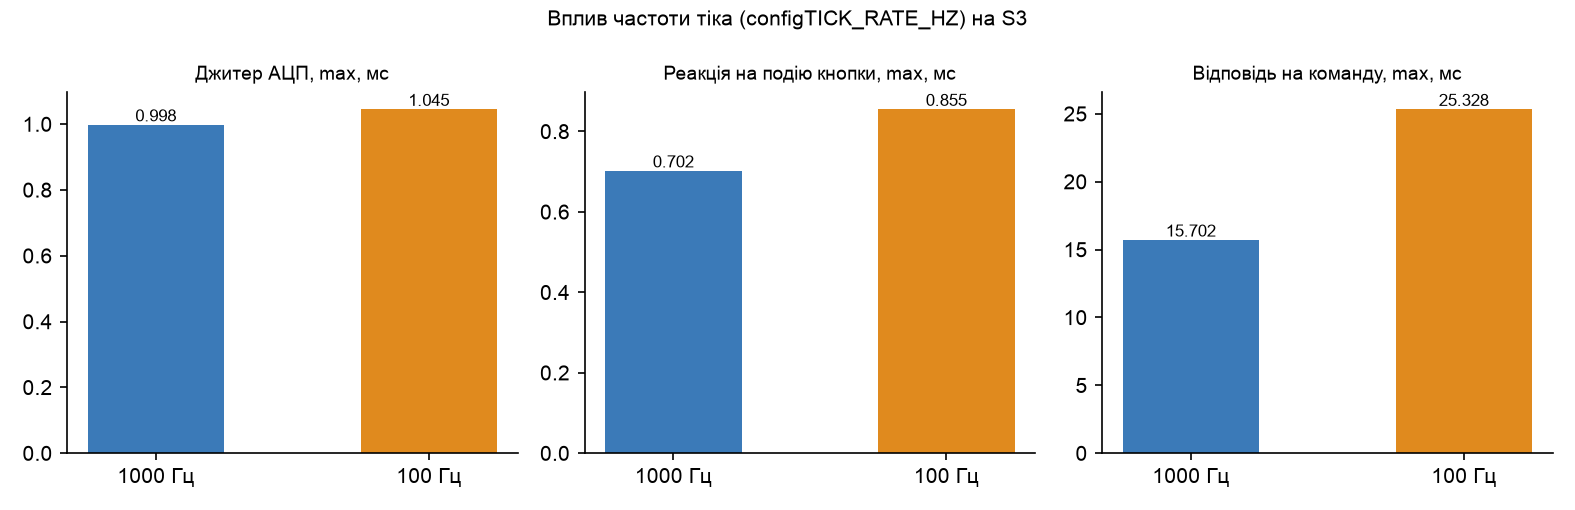 Вплив частоти тіка (configTICK_RATE_HZ) на S3
Джитер АЦП, max, мс
1.0
0.8
0.6
0.4
0.2
0.0
0.998
1.045
1000 Гц
100 Гц
Реакція на подію кнопки, max, мс
0.8
0.6
0.4
0.2
0.0
0.702
0.855
1000 Гц
100 Гц
Відповідь на команду, max, мс
25
20
15
10
5
0
15.702
25.328
1000 Гц
100 Гц